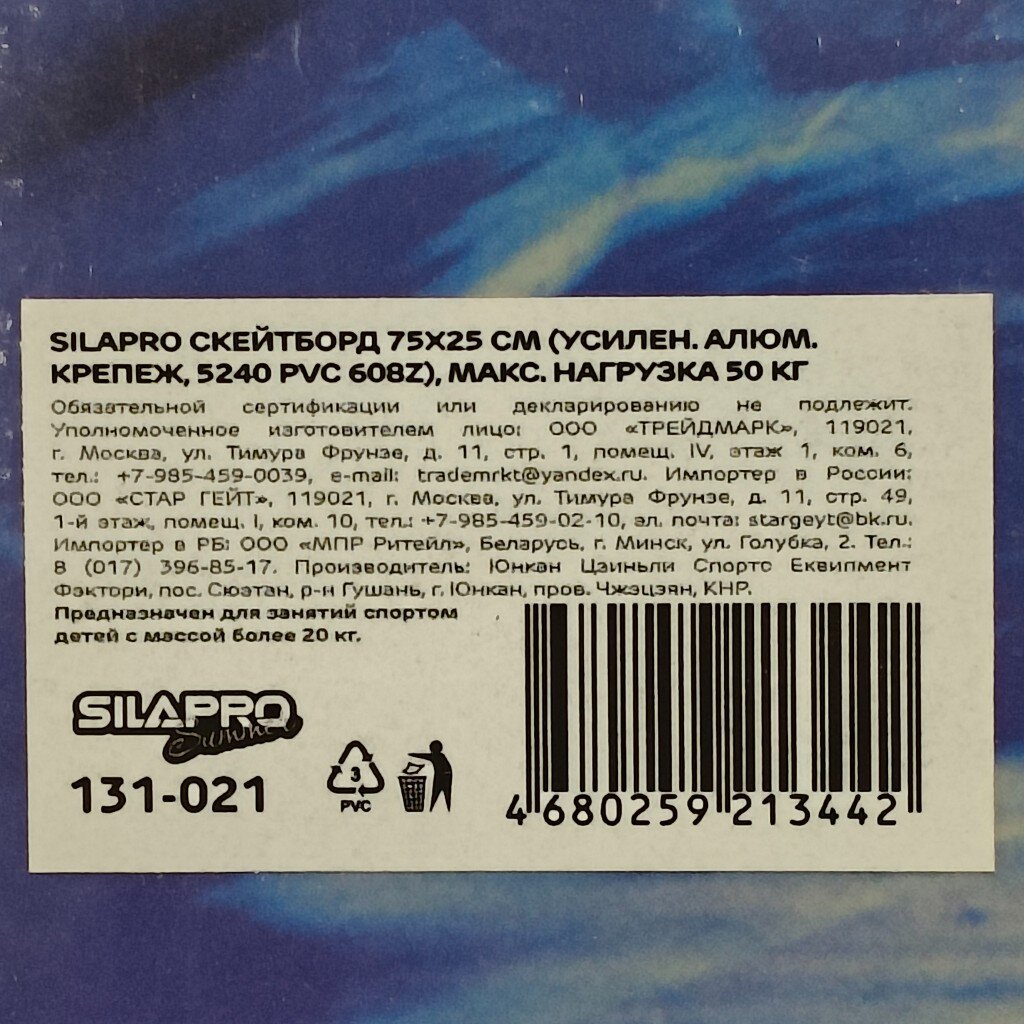 SILAPRO СКЕЙТБОРД 75X25 СМ (УСИЛЕН. АЛЮМ.
КРЕПЕЖ, 5240 PVC 608Z), МАКС. НАГРУЗКА 50 КГ
Обязательной сертификации или декларированию не подлежит.
Уполномоченное изготовителем лицо: ООО «ТРЕЙДМАРК», 119021,
г. Москва, ул. Тимура Фрунзе, д. 11, стр. 1, помещ. IV, этаж 1, ком. 6,
тел.: +7-985-459-0039, e-mail: trademrkt@yandex.ru. Импортер в России:
ООО «СТАР ГЕЙТ», 119021, г. Москва, ул. Тимура Фрунзе, д. 11, стр. 49,
1-й этаж, помещ. I, ком. 10, тел.: +7-985-459-02-10, эл. почта: stargeyt@bk.ru.
Импортер в РБ: ООО «МПР Ритейл», Беларусь, г. Минск, ул. Голубка, 2. Тел.:
8 (017) 396-85-17. Производитель: Юнкан Цзиньли Спортс Еквипмент
Фэктори, пос. Сюэтан, р-н Гушань, г. Юнкан, пров. Чжэцзян, КНР.
Предназначен для занятий спортом
детей с массой более 20 кг.
SILAPRO
Summer
131-021
3
PVC
4 680259 213442